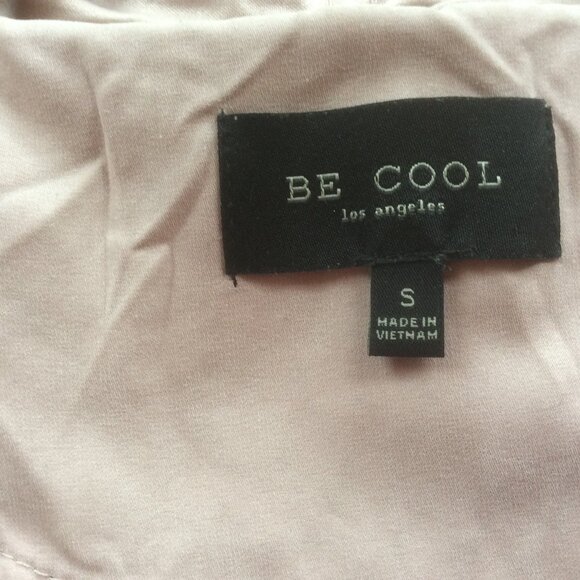 BE COOL
los angeles
S
MADE IN
VIETNAM